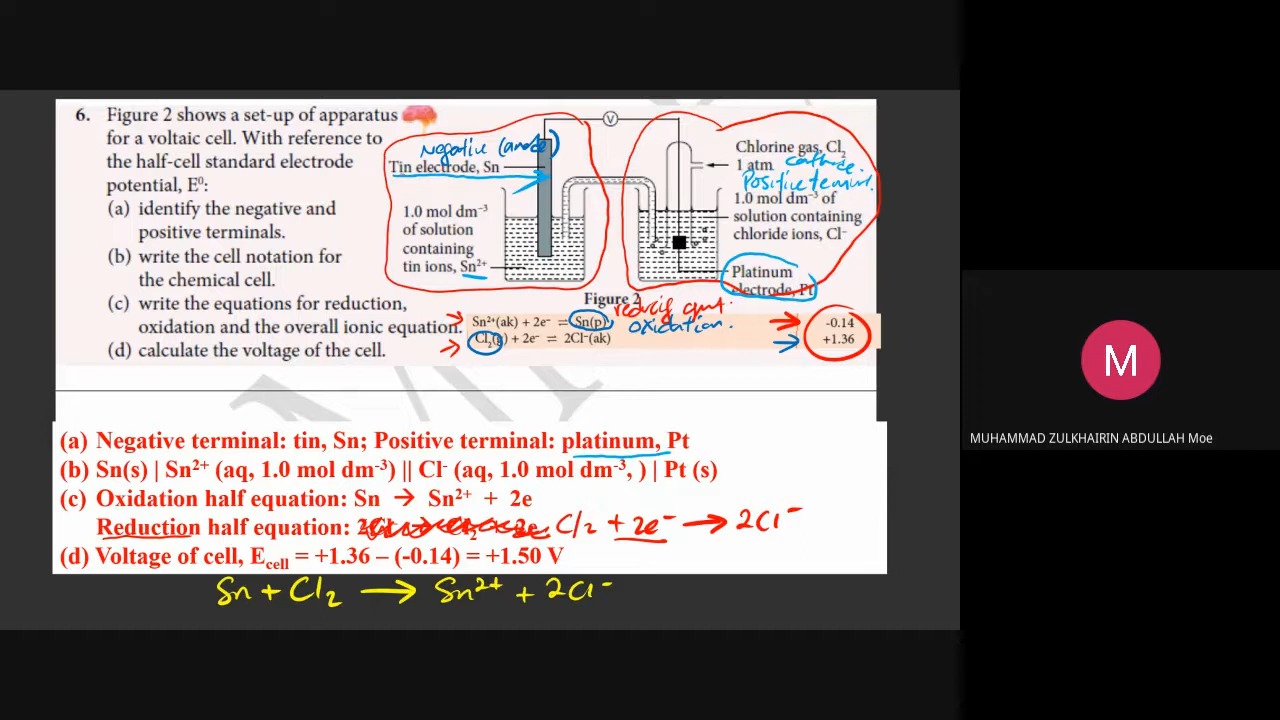 6. Figure 2 shows a set-up of apparatus
for a voltaic cell. With reference to
the half-cell standard electrode
potential, E⁰:
(a) identify the negative and
positive terminals.
(b) write the cell notation for
the chemical cell.
(c) write the equations for reduction,
oxidation and the overall ionic equation.
(d) calculate the voltage of the cell.
V
Negative (anode)
Tin electrode, Sn
1.0 mol dm⁻³
of solution
containing
tin ions, Sn²⁺
Chlorine gas, Cl₂
1 atm cathode.
Positive
1.0 mol dm⁻³ of
solution containing
chloride ions, Cl⁻
Platinum
electrode, Pt
Figure 2
Sn²⁺(ak) + 2e⁻ ⇌ Sn(p) oxidation. -0.14
Cl₂(g) + 2e⁻ ⇌ 2Cl⁻(ak) +1.36
(a) Negative terminal: tin, Sn; Positive terminal: platinum, Pt
(b) Sn(s) | Sn²⁺ (aq, 1.0 mol dm⁻³) || Cl⁻ (aq, 1.0 mol dm⁻³, ) | Pt (s)
(c) Oxidation half equation: Sn → Sn²⁺ + 2e
Reduction half equation: Cl2 + 2e⁻ → 2Cl⁻
(d) Voltage of cell, E_cell = +1.36 – (-0.14) = +1.50 V
Sn + Cl₂ → Sn²⁺ + 2Cl⁻
M
MUHAMMAD ZULKHAIRIN ABDULLAH Moe